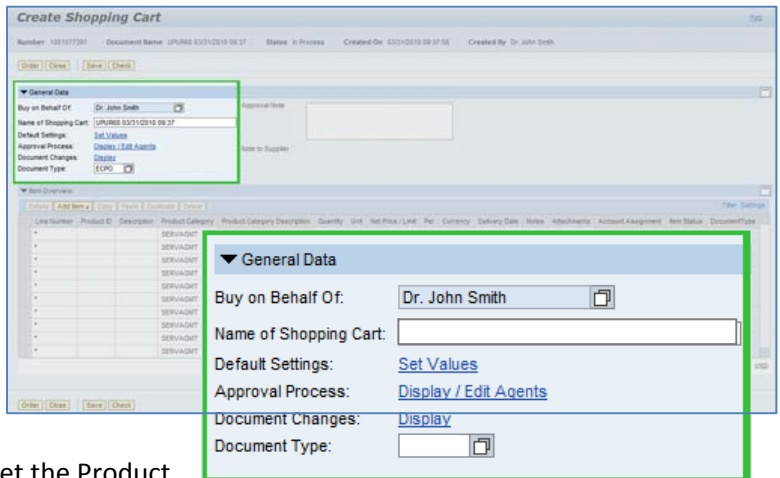 Create Shopping Cart
Help
Number 1001077391 Document Name UPUR60 03/31/2010 09:37 Status In Process Created On 03/31/2010 09:37:58 Created By Dr. John Smith
Order Close Save Check
General Data
Buy on Behalf Of: Dr. John Smith
Approval Note
Name of Shopping Cart: UPUR60 03/31/2010 09:37
Default Settings: Set Values
Approval Process: Display / Edit Agents
Note to Supplier
Document Changes: Display
Document Type: ECPO
Item Overview
Details Add Item Copy Paste Duplicate Delete
Filter Settings
Line Number Product ID Description Product Category Product Category Description Quantity Unit Net Price / Limit Per Currency Delivery Date Notes Attachments Account Assignment Item Status DocumentType
* SERVAGMT
* SERVAGMT
* SERVAGMT
* SERVAGMT
* SERVAGMT
* SERVAGMT
* SERVAGMT
* SERVAGMT
* SERVAGMT
* SERVAGMT
USD
Order Close Save Check
General Data
Buy on Behalf Of: Dr. John Smith
Name of Shopping Cart:
Default Settings: Set Values
Approval Process: Display / Edit Agents
Document Changes: Display
Document Type:
et the Product